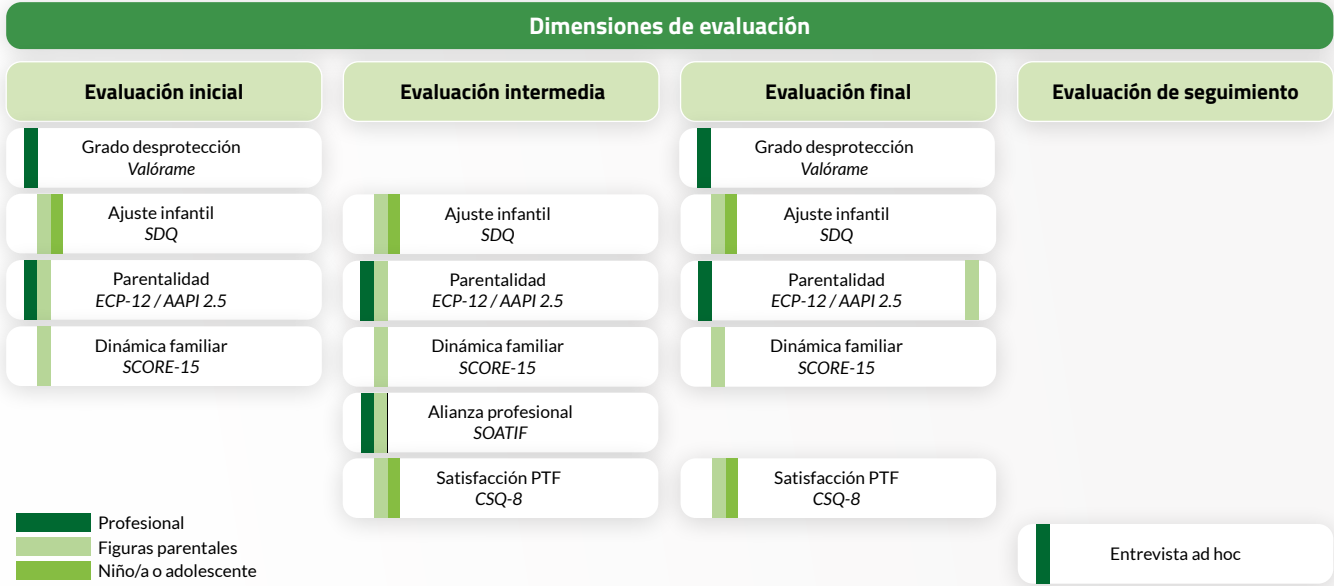 Dimensiones de evaluación
Evaluación inicial
Evaluación intermedia
Evaluación final
Evaluación de seguimiento
Grado desprotección
Valórame
Grado desprotección
Valórame
Ajuste infantil
SDQ
Ajuste infantil
SDQ
Ajuste infantil
SDQ
Parentalidad
ECP-12 / AAPI 2.5
Parentalidad
ECP-12 / AAPI 2.5
Parentalidad
ECP-12 / AAPI 2.5
Dinámica familiar
SCORE-15
Dinámica familiar
SCORE-15
Dinámica familiar
SCORE-15
Alianza profesional
SOATIF
Satisfacción PTF
CSQ-8
Satisfacción PTF
CSQ-8
Profesional
Figuras parentales
Niño/a o adolescente
Entrevista ad hoc